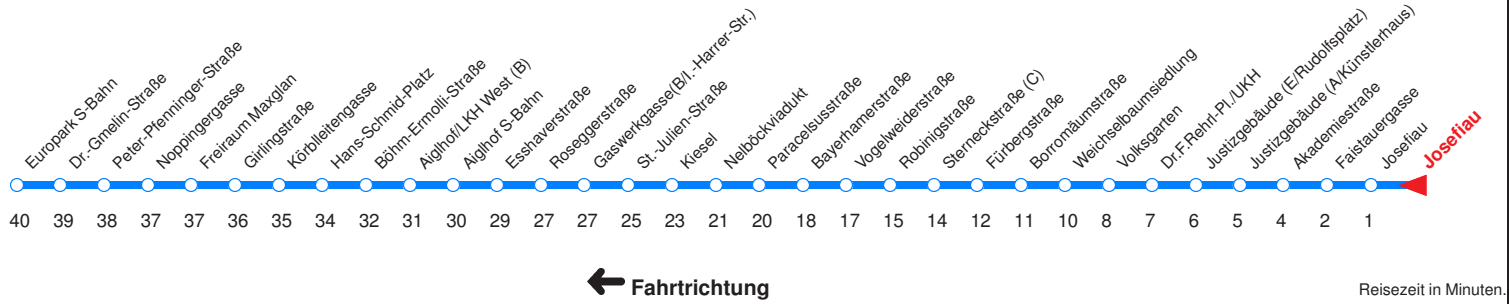 Europark S-Bahn
Dr.-Gmelin-Straße
Peter-Pfenninger-Straße
Noppingergasse
Freiraum Maxglan
Girlingstraße
Körbleitengasse
Hans-Schmid-Platz
Böhm-Ermolli-Straße
Aiglhof/LKH West (B)
Aiglhof S-Bahn
Esshaverstraße
Roseggerstraße
Gaswerkgasse(B/I.-Harrer-Str.)
St.-Julien-Straße
Kiesel
Nelböckviadukt
Paracelsusstraße
Bayerhamerstraße
Vogelweiderstraße
Robinigstraße
Sterneckstraße (C)
Fürbergstraße
Borromäumstraße
Weichselbaumsiedlung
Volksgarten
Dr.F.Rehrl-Pl./UKH
Justizgebäude (E/Rudolfsplatz)
Justizgebäude (A/Künstlerhaus)
Akademiestraße
Faistauergasse
Josefiau
Josefiau
40 39 38 37 37 36 35 34 32 31 30 29 27 27 25 23 21 20 18 17 15 14 12 11 10 8 7 6 5 4 2 1
Fahrtrichtung
Reisezeit in Minuten.